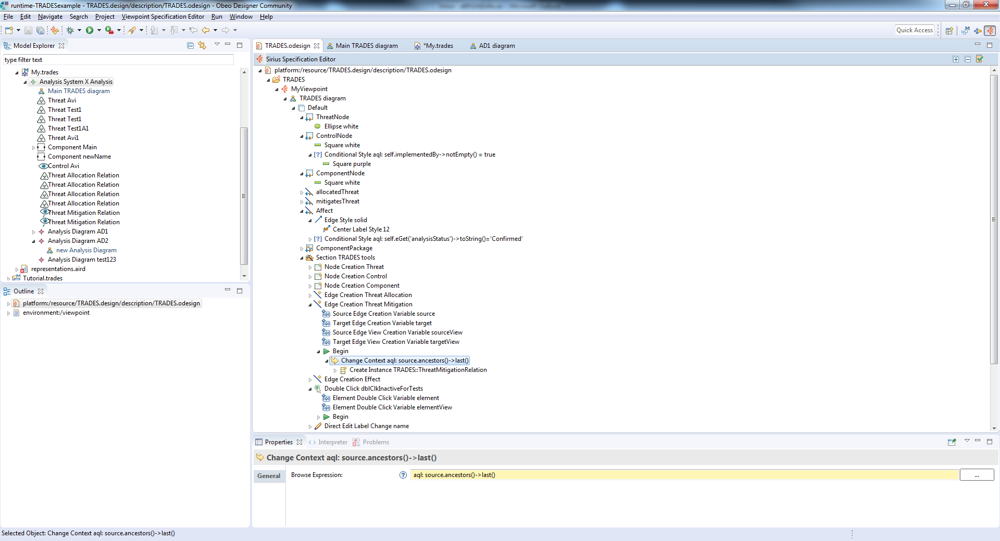 runtime-TRADESexample - TRADES.design/description/TRADES.odesign - Obeo Designer Community
File Edit Navigate Search Project Viewpoint Specification Editor Run Window Help
Quick Access
Model Explorer
type filter text
My.trades
Analysis System X Analysis
Main TRADES diagram
Threat Avi
Threat Test1
Threat Test1
Threat Test1A1
Threat Avi1
Component Main
Component newName
Control Avi
Threat Allocation Relation
Threat Allocation Relation
Threat Allocation Relation
Threat Allocation Relation
Threat Mitigation Relation
Threat Mitigation Relation
Analysis Diagram AD1
Analysis Diagram AD2
new Analysis Diagram
Analysis Diagram test123
representations.aird
Tutorial.trades
Outline
platform:/resource/TRADES.design/description/TRADES.odesign
environment:/viewpoint
TRADES.odesign Main TRADES diagram *My.trades AD1 diagram
Sirius Specification Editor
platform:/resource/TRADES.design/description/TRADES.odesign
TRADES
MyViewpoint
TRADES diagram
Default
ThreatNode
Ellipse white
ControlNode
Square white
[?] Conditional Style aql: self.implementedBy->notEmpty() = true
Square purple
ComponentNode
Square white
allocatedThreat
mitigatesThreat
Affect
Edge Style solid
Center Label Style 12
[?] Conditional Style aql: self.eGet('analysisStatus')->toString()='Confirmed'
ComponentPackage
Section TRADES tools
Node Creation Threat
Node Creation Control
Node Creation Component
Edge Creation Threat Allocation
Edge Creation Threat Mitigation
Source Edge Creation Variable source
Target Edge Creation Variable target
Source Edge View Creation Variable sourceView
Target Edge View Creation Variable targetView
Begin
Change Context aql: source.ancestors()->last()
Create Instance TRADES::ThreatMitigationRelation
Edge Creation Effect
Double Click dblClkInactiveForTests
Element Double Click Variable element
Element Double Click Variable elementView
Begin
Direct Edit Label Change name
Properties Interpreter Problems
Change Context aql: source.ancestors()->last()
General
Browse Expression:
aql: source.ancestors()->last()
...
Selected Object: Change Context aql: source.ancestors()->last()